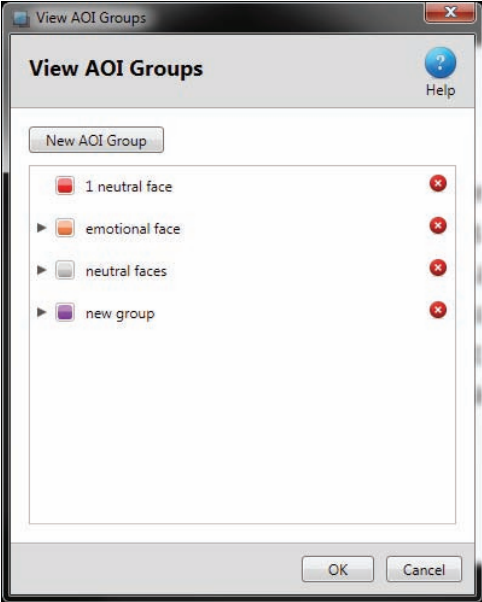 View AOI Groups
View AOI Groups
?
Help
New AOI Group
1 neutral face
emotional face
neutral faces
new group
OK
Cancel